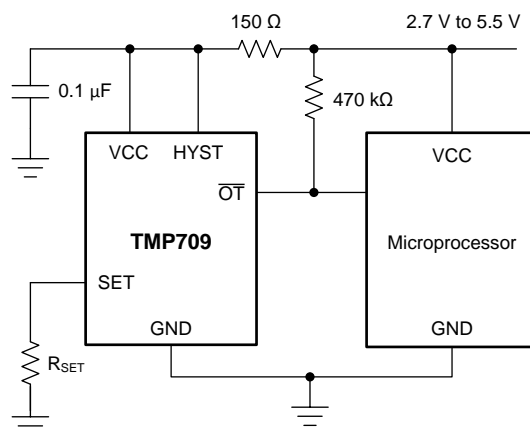 150 Ω
2.7 V to 5.5 V
0.1 µF
470 kΩ
VCC
HYST
VCC
OT
TMP709
Microprocessor
SET
GND
GND
RSET